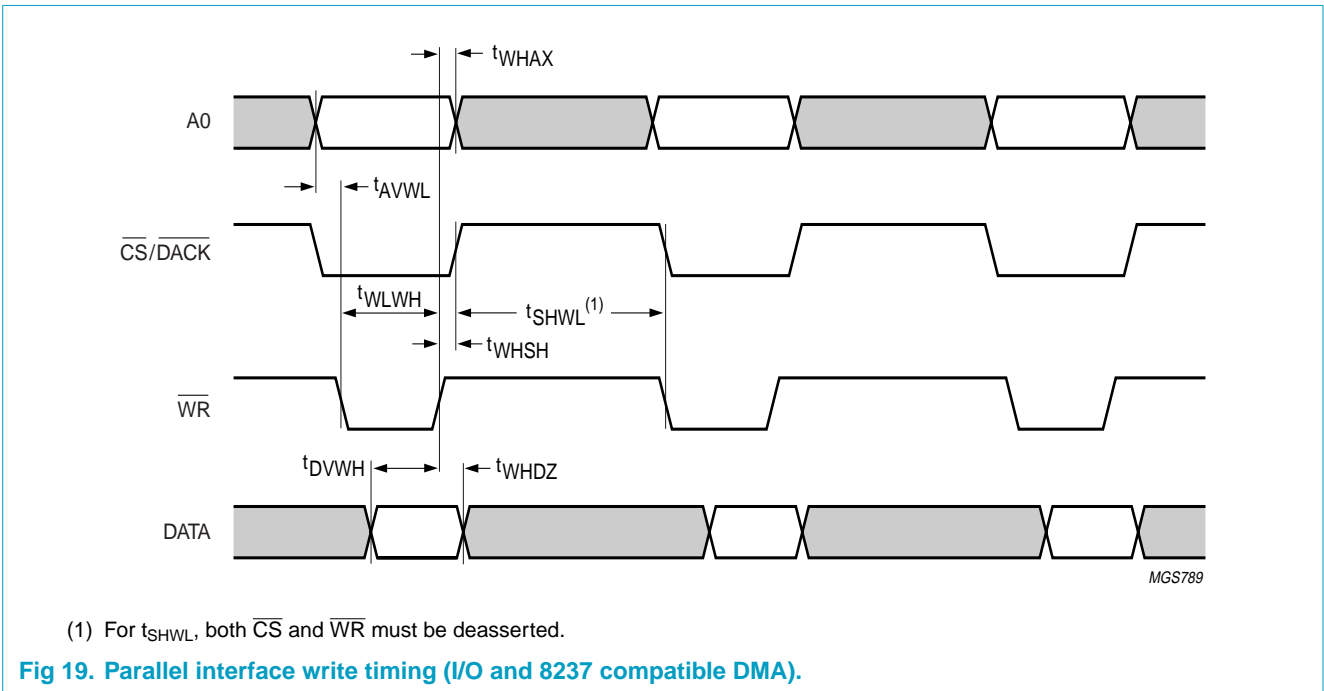 tWHAX
A0
tAVWL
CS/DACK
tWLWH
tSHWL(1)
tWHSH
WR
tDVWH
tWHDZ
DATA
MGS789
(1) For tSHWL, both CS and WR must be deasserted.
Fig 19. Parallel interface write timing (I/O and 8237 compatible DMA).